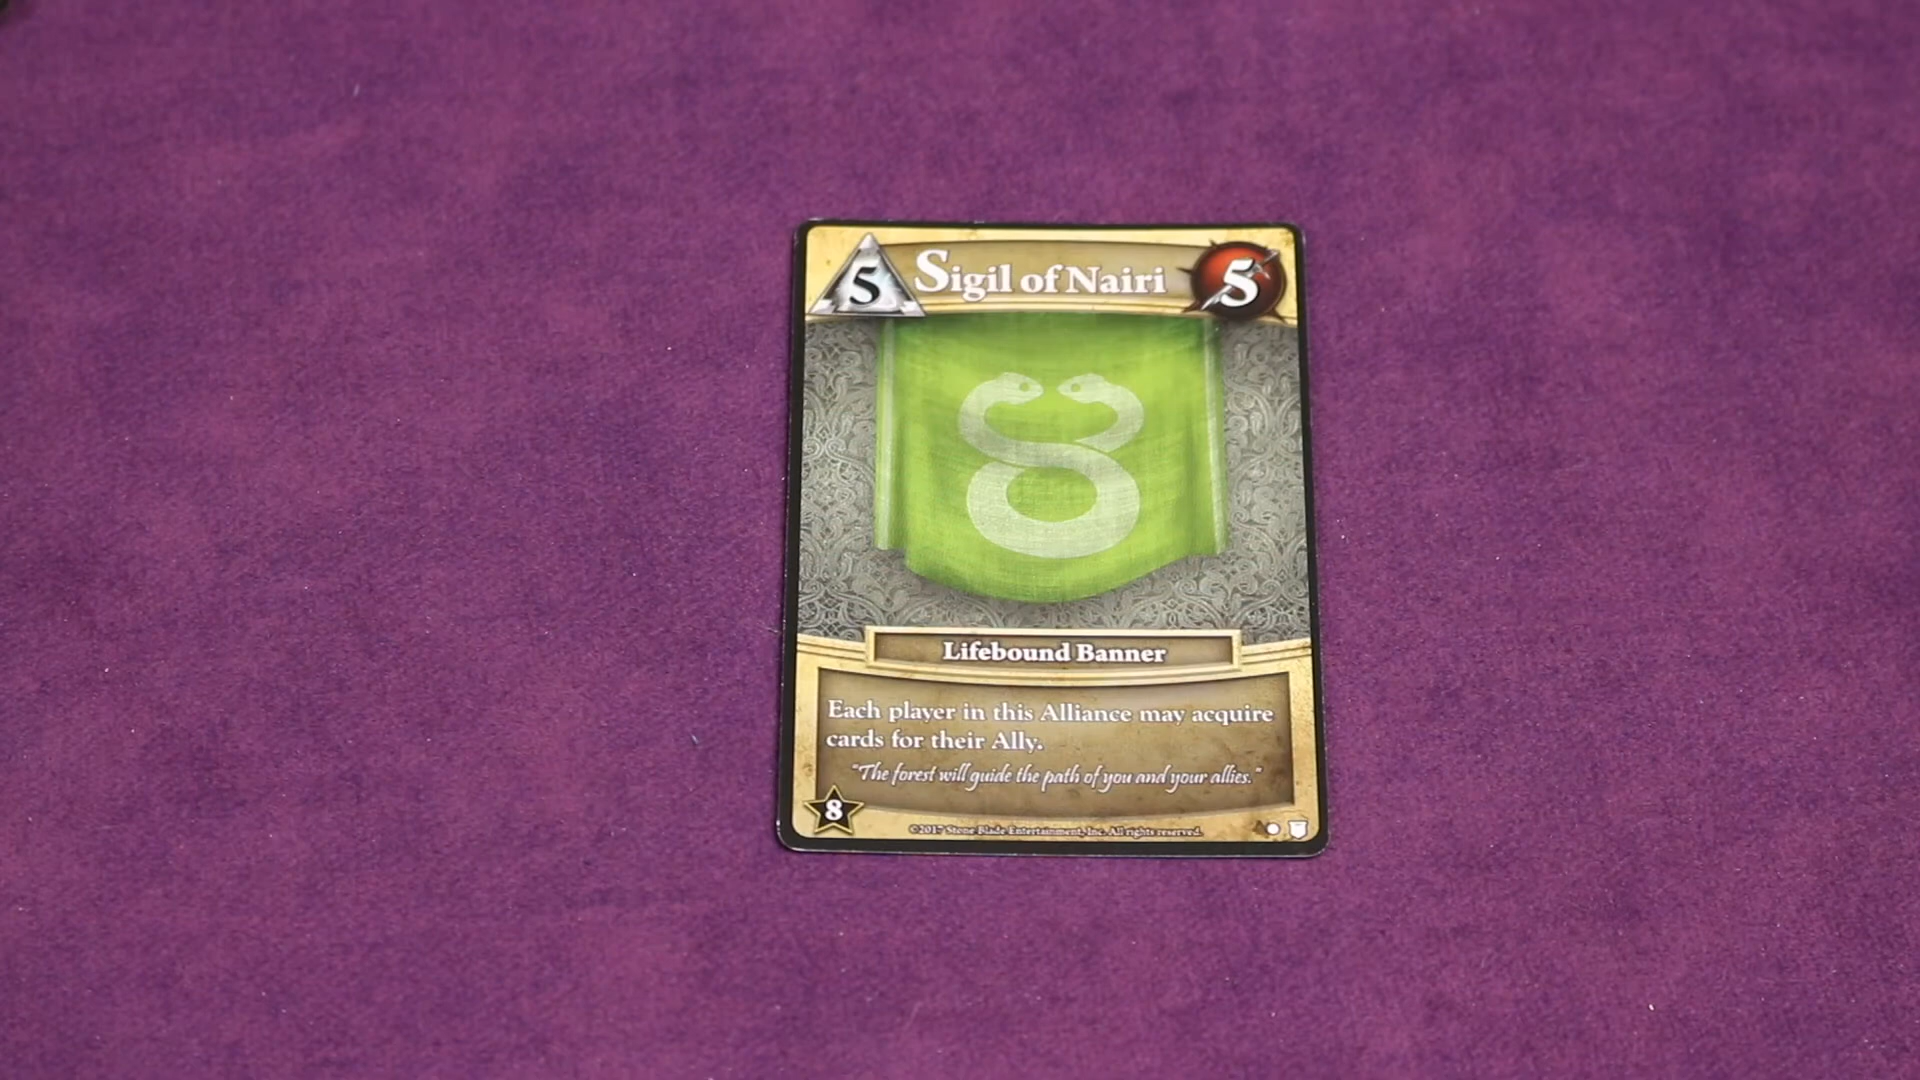 5 Sigil of Nairi 5
Lifebound Banner
Each player in this Alliance may acquire
cards for their Ally.
"The forest will guide the path of you and your allies."
8
©2017 Stone Blade Entertainment, Inc. All rights reserved.